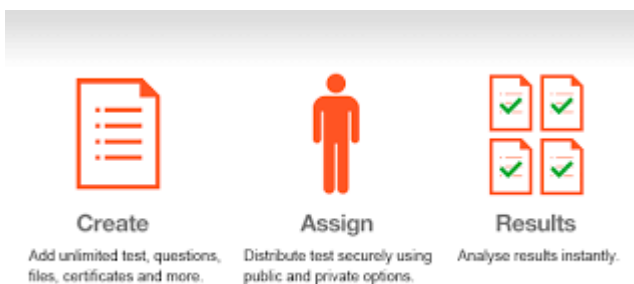 Create
Add unlimited test, questions,
files, certificates and more.
Assign
Distribute test securely using
public and private options.
Results
Analyse results instantly.